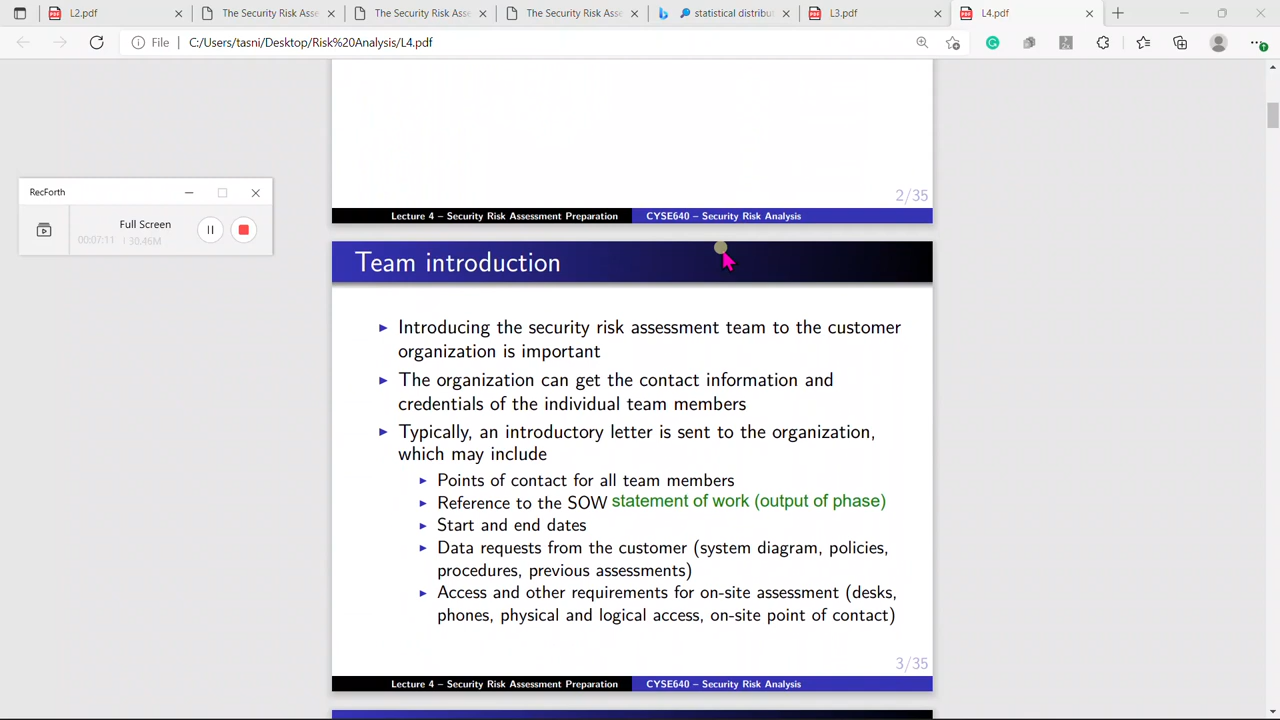 L2.pdf
The Security Risk Asse
The Security Risk Asse
The Security Risk Asse
statistical distribut
L3.pdf
L4.pdf
File
C:/Users/tasni/Desktop/Risk%20Analysis/L4.pdf
2/35
Lecture 4 – Security Risk Assessment Preparation
CYSE640 – Security Risk Analysis
RecForth
Full Screen
00:07:11
30.46M
Team introduction
Introducing the security risk assessment team to the customer
organization is important
The organization can get the contact information and
credentials of the individual team members
Typically, an introductory letter is sent to the organization,
which may include
Points of contact for all team members
Reference to the SOW statement of work (output of phase)
Start and end dates
Data requests from the customer (system diagram, policies,
procedures, previous assessments)
Access and other requirements for on-site assessment (desks,
phones, physical and logical access, on-site point of contact)
3/35
Lecture 4 – Security Risk Assessment Preparation
CYSE640 – Security Risk Analysis